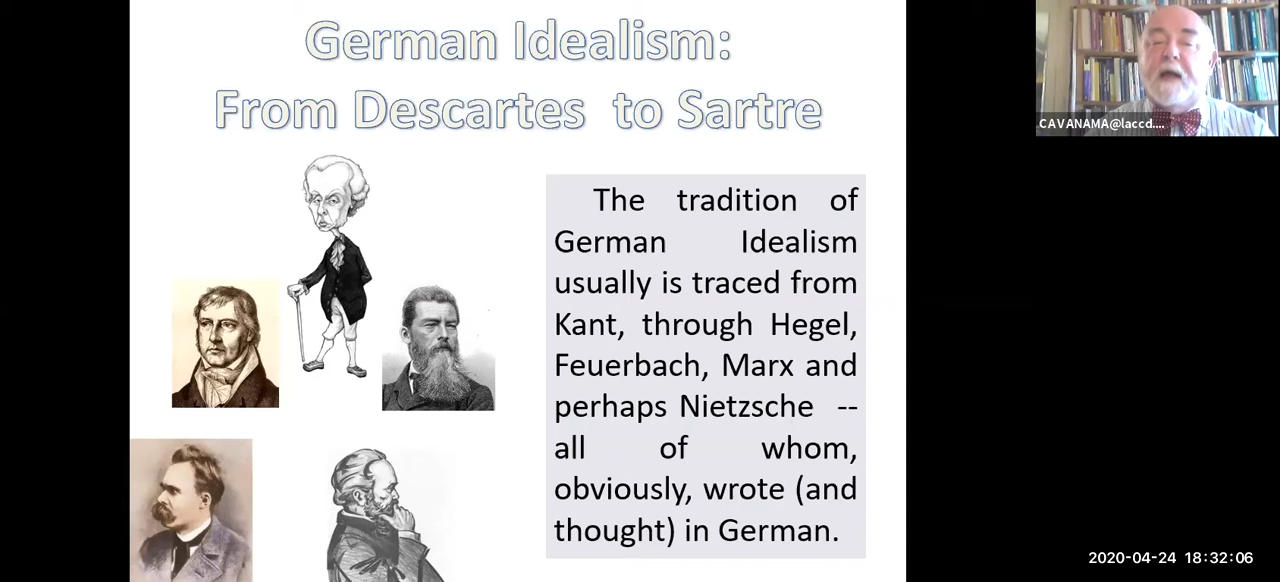 German Idealism:
From Descartes to Sartre
The tradition of
German Idealism
usually is traced from
Kant, through Hegel,
Feuerbach, Marx and
perhaps Nietzsche --
all of whom,
obviously, wrote (and
thought) in German.
CAVANAMA@laccd....
2020-04-24 18:32:06